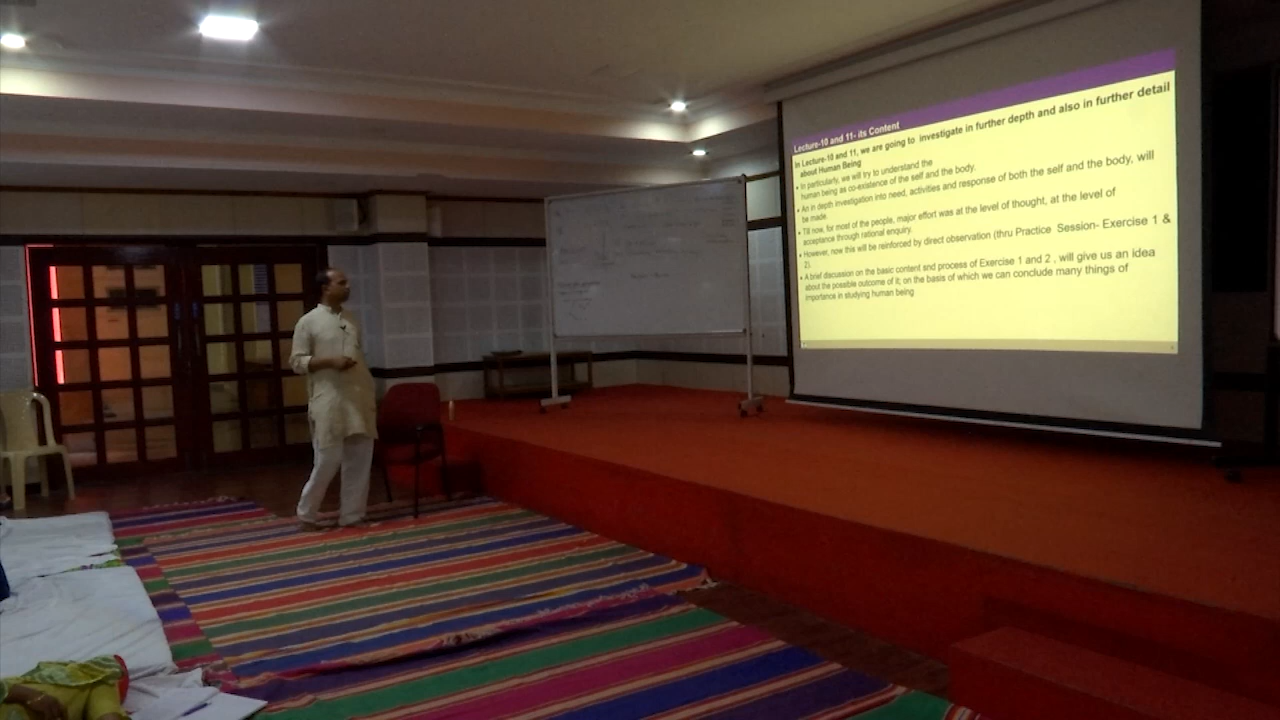 Lecture-10 and 11- its Content
In Lecture-10 and 11, we are going to investigate in further depth and also in further detail
about Human Being
• In particularly, we will try to understand the
human being as co-existence of the self and the body.
• An in depth investigation into need, activities and response of both the self and the body, will
be made.
• Till now, for most of the people, major effort was at the level of thought, at the level of
acceptance through rational enquiry.
• However, now this will be reinforced by direct observation (thru Practice Session- Exercise 1 &
2).
• A brief discussion on the basic content snd process of Exercise 1 and 2 , will give us an idea
about the possible outcome of it; on the basis of which we can conclude many things of
importance in studying human being